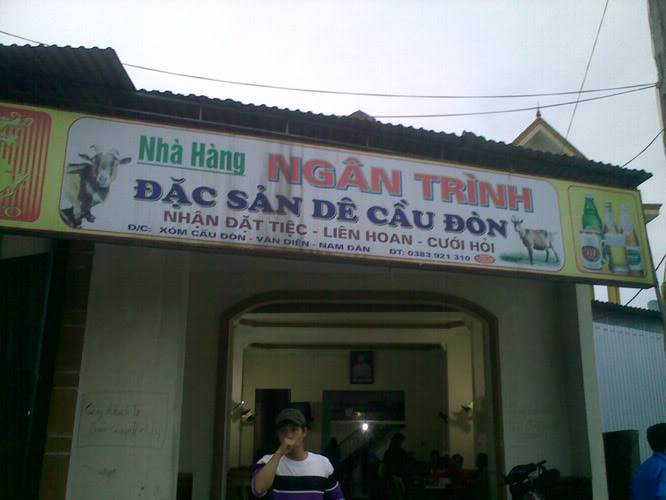 Nhà Hàng NGÂN TRÌNH
ĐẶC SẢN DÊ CẦU ĐÒN
NHẬN ĐẶT TIỆC - LIÊN HOAN - CƯỚI HỎI
Đ/C: XÓM CẦU ĐÒN - VÂN DIÊN - NAM ĐÀN ĐT: 0383.921 310